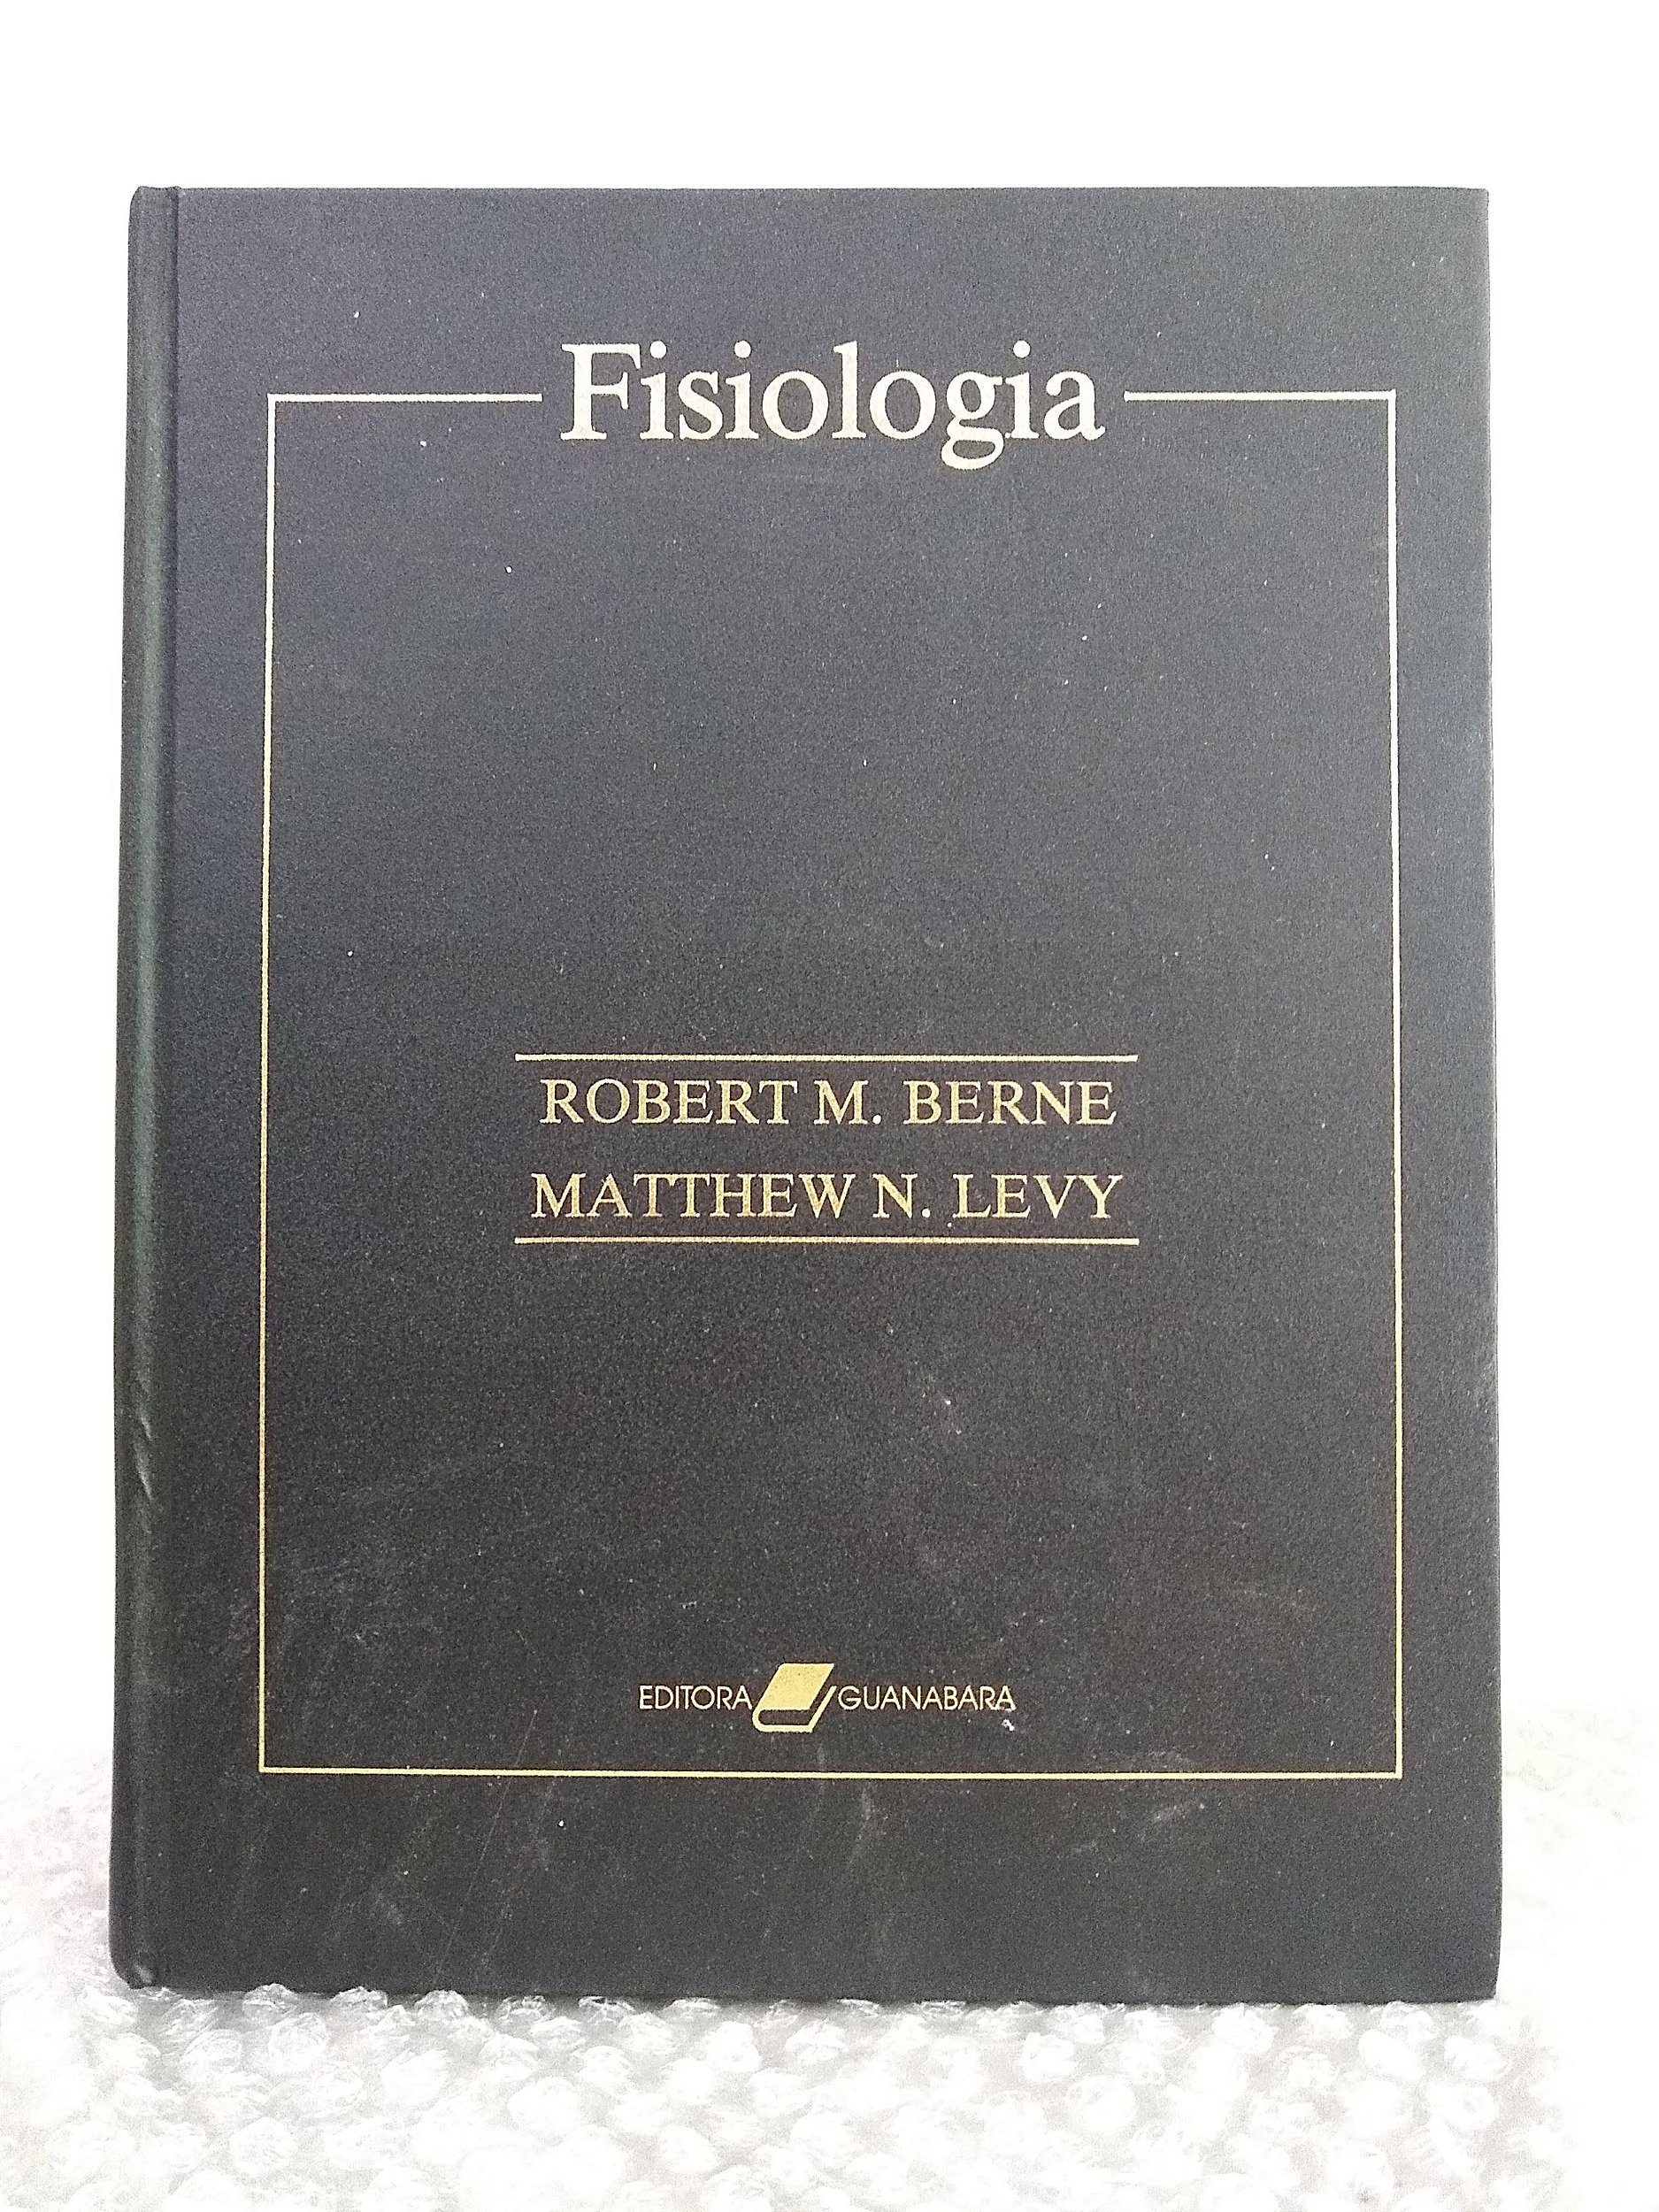 Fisiologia
ROBERT M. BERNE
MATTHEW N. LEVY
EDITORA GUANABARA